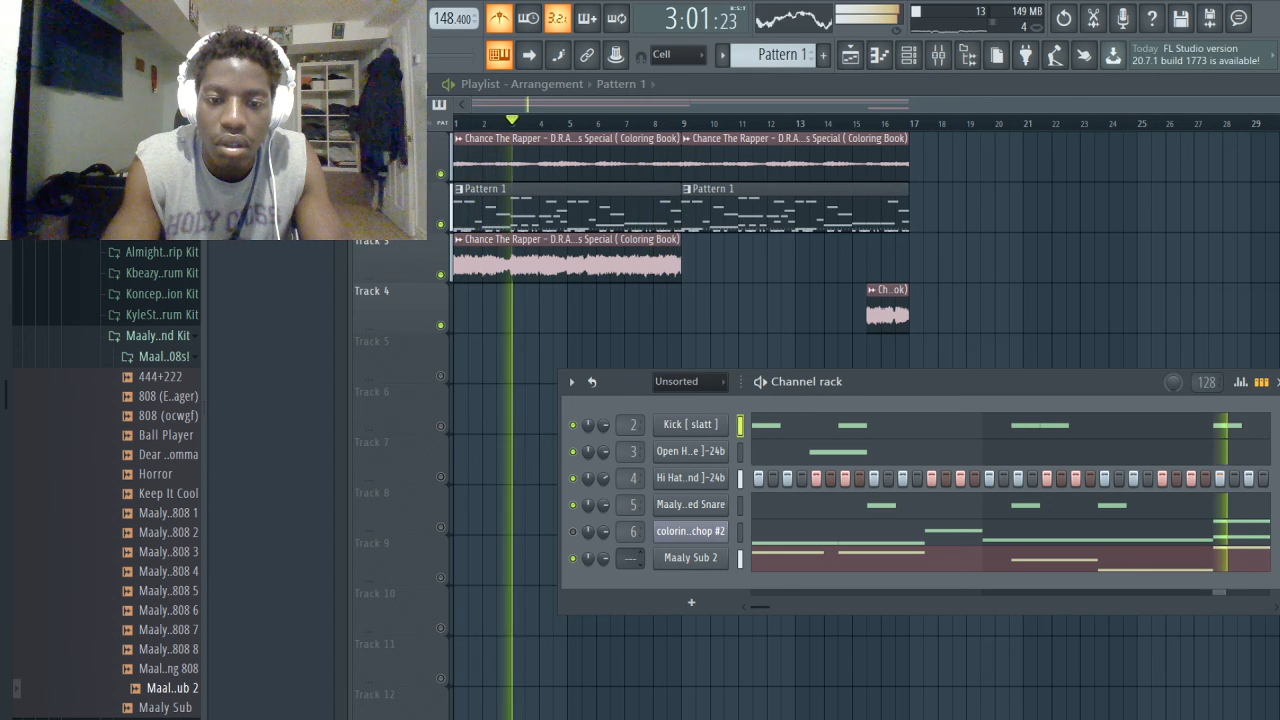 148.400
3:01:23
B:S:T
13
149 MB
4
Cell
Pattern 1
Today FL Studio version
20.7.1 build 1773 is available!
Playlist - Arrangement › Pattern 1 ›
PAT
1 2 3 4 5 6 7 8 9 10 11 12 13 14 15 16 17 18 19 20 21 22 23 24 25 26 27 28 29
Chance The Rapper - D.R.A...s Special ( Coloring Book)
Chance The Rapper - D.R.A...s Special ( Coloring Book)
Pattern 1
Pattern 1
HOLY CROSS
Track 3
Chance The Rapper - D.R.A...s Special ( Coloring Book)
Track 4
Ch..ok)
Track 5
Track 6
Track 7
Track 8
Track 9
Track 10
Track 11
Track 12
Almight..rip Kit
Kbeazy..rum Kit
Koncep..ion Kit
KyleSt..rum Kit
Maaly..nd Kit
Maal..08s!
444+222
808 (E..ager)
808 (ocwgf)
Ball Player
Dear ..omma
Horror
Keep It Cool
Maaly..808 1
Maaly..808 2
Maaly..808 3
Maaly..808 4
Maaly..808 5
Maaly..808 6
Maaly..808 7
Maaly..808 8
Maal..ng 808
Maal..ub 2
Maaly Sub
Unsorted
Channel rack
128
2 Kick [ slatt ]
3 Open H..e ]-24b
4 Hi Hat..nd ]-24b
5 Maaly..ed Snare
6 colorin..chop #2
--- Maaly Sub 2